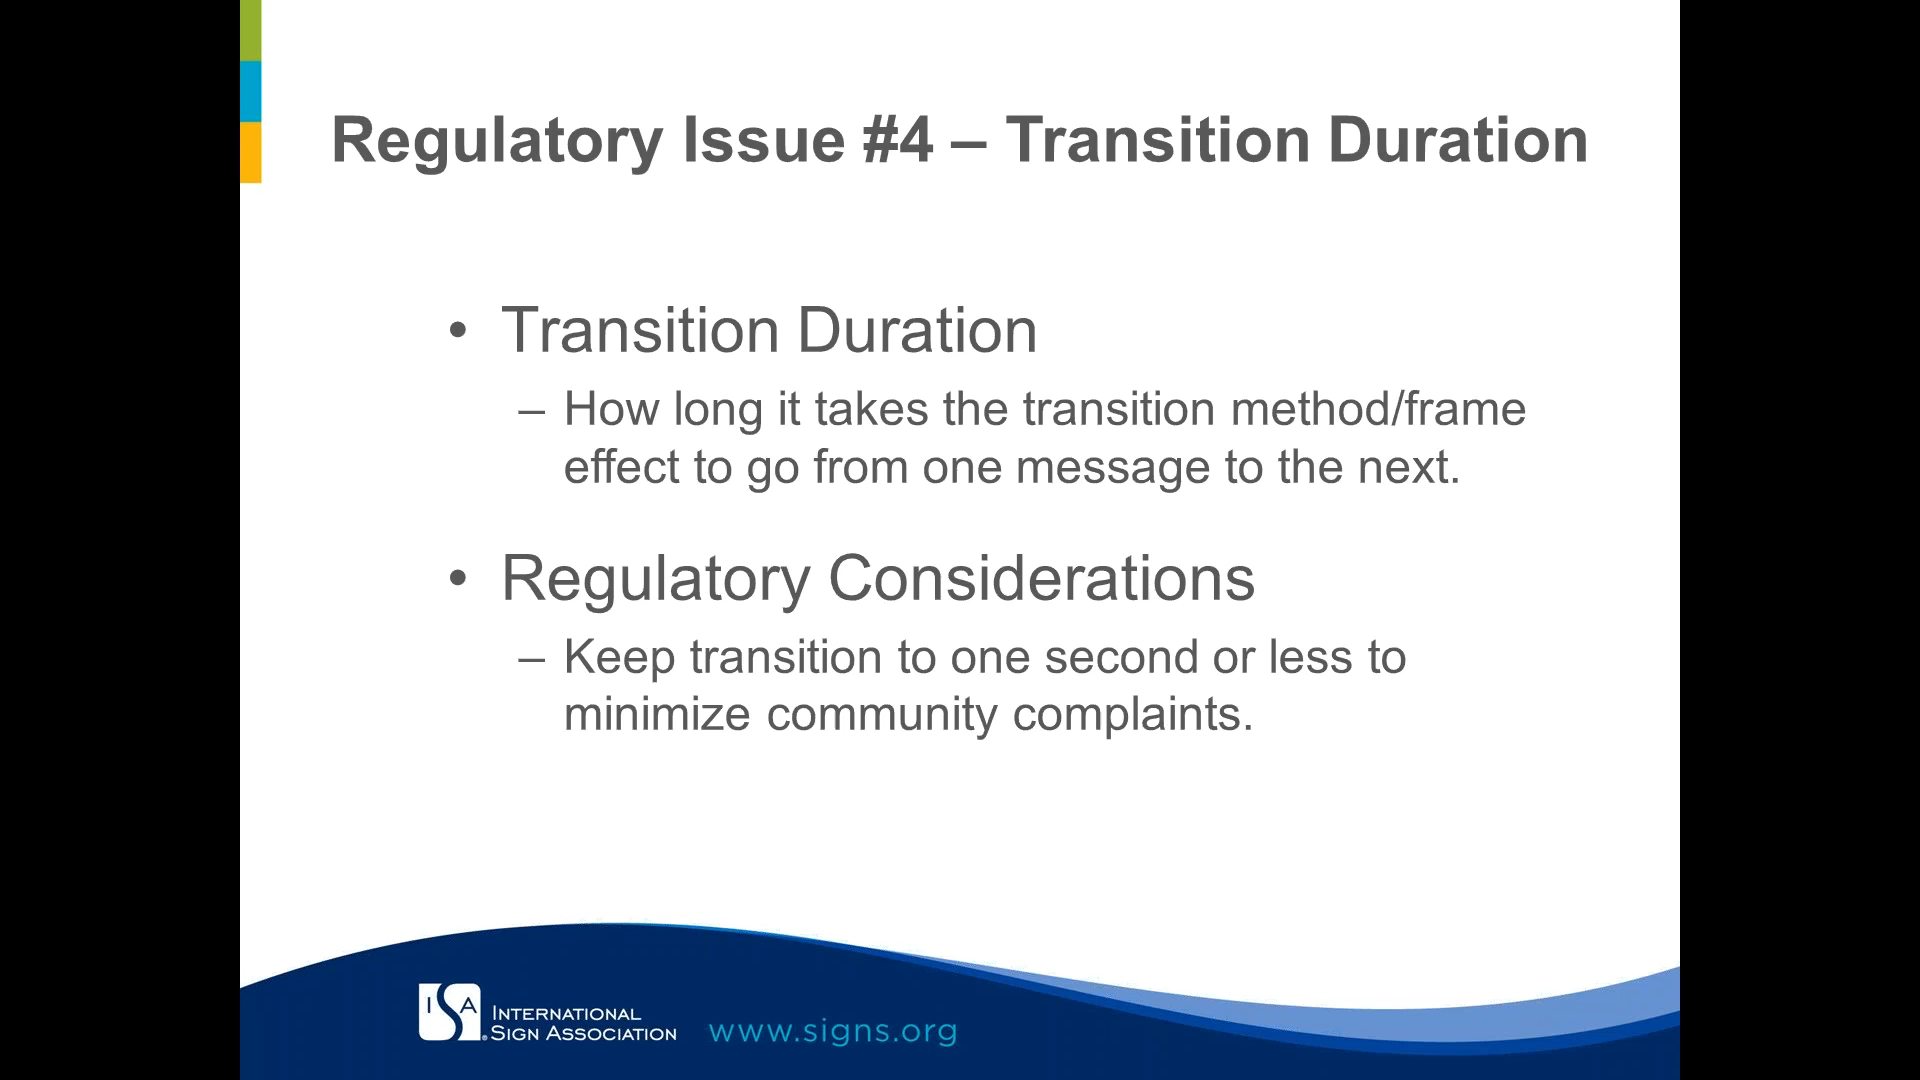 Regulatory Issue #4 – Transition Duration
• Transition Duration
– How long it takes the transition method/frame
effect to go from one message to the next.
• Regulatory Considerations
– Keep transition to one second or less to
minimize community complaints.
ISA
INTERNATIONAL
SIGN ASSOCIATION
www.signs.org